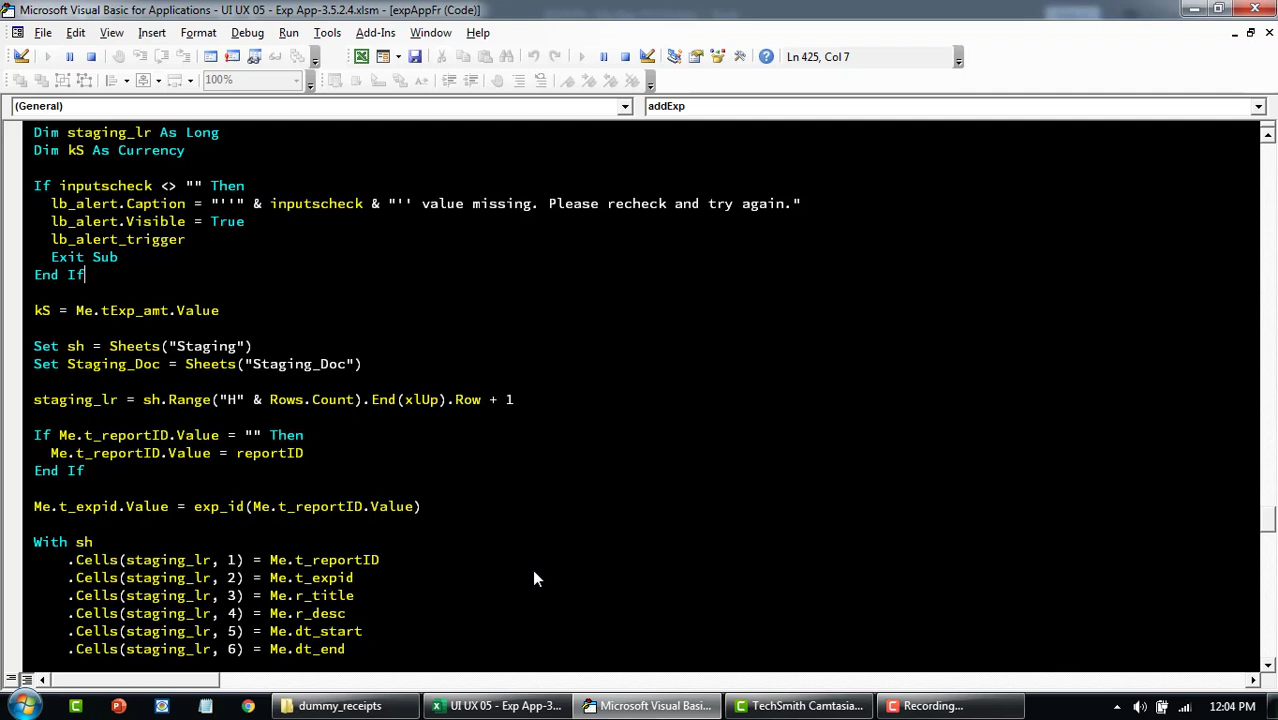 Microsoft Visual Basic for Applications - UI UX 05 - Exp App-3.5.2.4.xlsm - [expAppFr (Code)]
File Edit View Insert Format Debug Run Tools Add-Ins Window Help
Ln 425, Col 7
100%
(General) addExp
Dim staging_lr As Long
Dim kS As Currency
If inputscheck <> "" Then
lb_alert.Caption = "''" & inputscheck & "'' value missing. Please recheck and try again."
lb_alert.Visible = True
lb_alert_trigger
Exit Sub
End If
kS = Me.tExp_amt.Value
Set sh = Sheets("Staging")
Set Staging_Doc = Sheets("Staging_Doc")
staging_lr = sh.Range("H" & Rows.Count).End(xlUp).Row + 1
If Me.t_reportID.Value = "" Then
Me.t_reportID.Value = reportID
End If
Me.t_expid.Value = exp_id(Me.t_reportID.Value)
With sh
.Cells(staging_lr, 1) = Me.t_reportID
.Cells(staging_lr, 2) = Me.t_expid
.Cells(staging_lr, 3) = Me.r_title
.Cells(staging_lr, 4) = Me.r_desc
.Cells(staging_lr, 5) = Me.dt_start
.Cells(staging_lr, 6) = Me.dt_end
dummy_receipts UI UX 05 - Exp App-3... Microsoft Visual Basi... TechSmith Camtasia... Recording... 12:04 PM